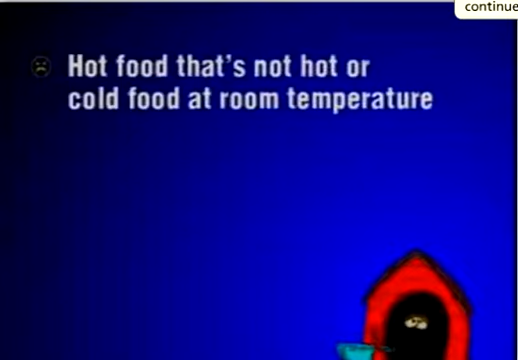 continue
Hot food that's not hot or
cold food at room temperature